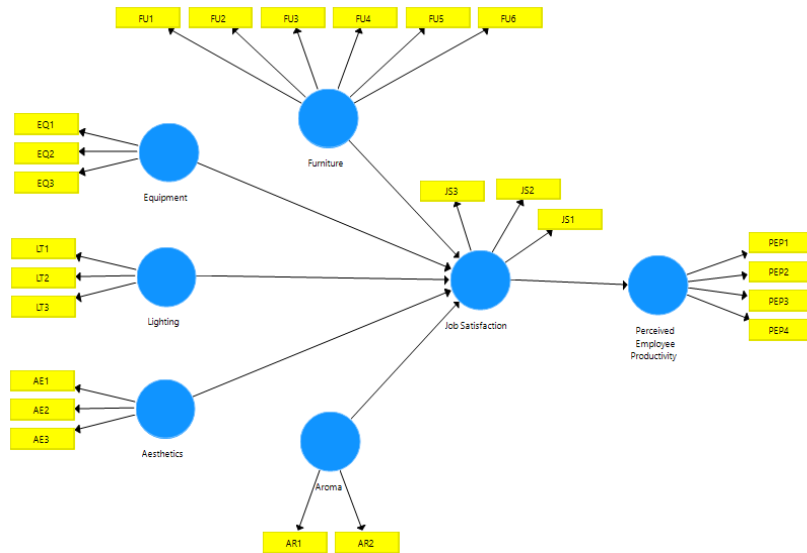 FU1
FU2
FU3
FU4
FU5
FU6
EQ1
EQ2
EQ3
Equipment
Furniture
JS3
JS2
JS1
LT1
LT2
LT3
Lighting
Job Satisfaction
PEP1
PEP2
PEP3
PEP4
Perceived
Employee
Productivity
AE1
AE2
AE3
Aesthetics
Aroma
AR1
AR2